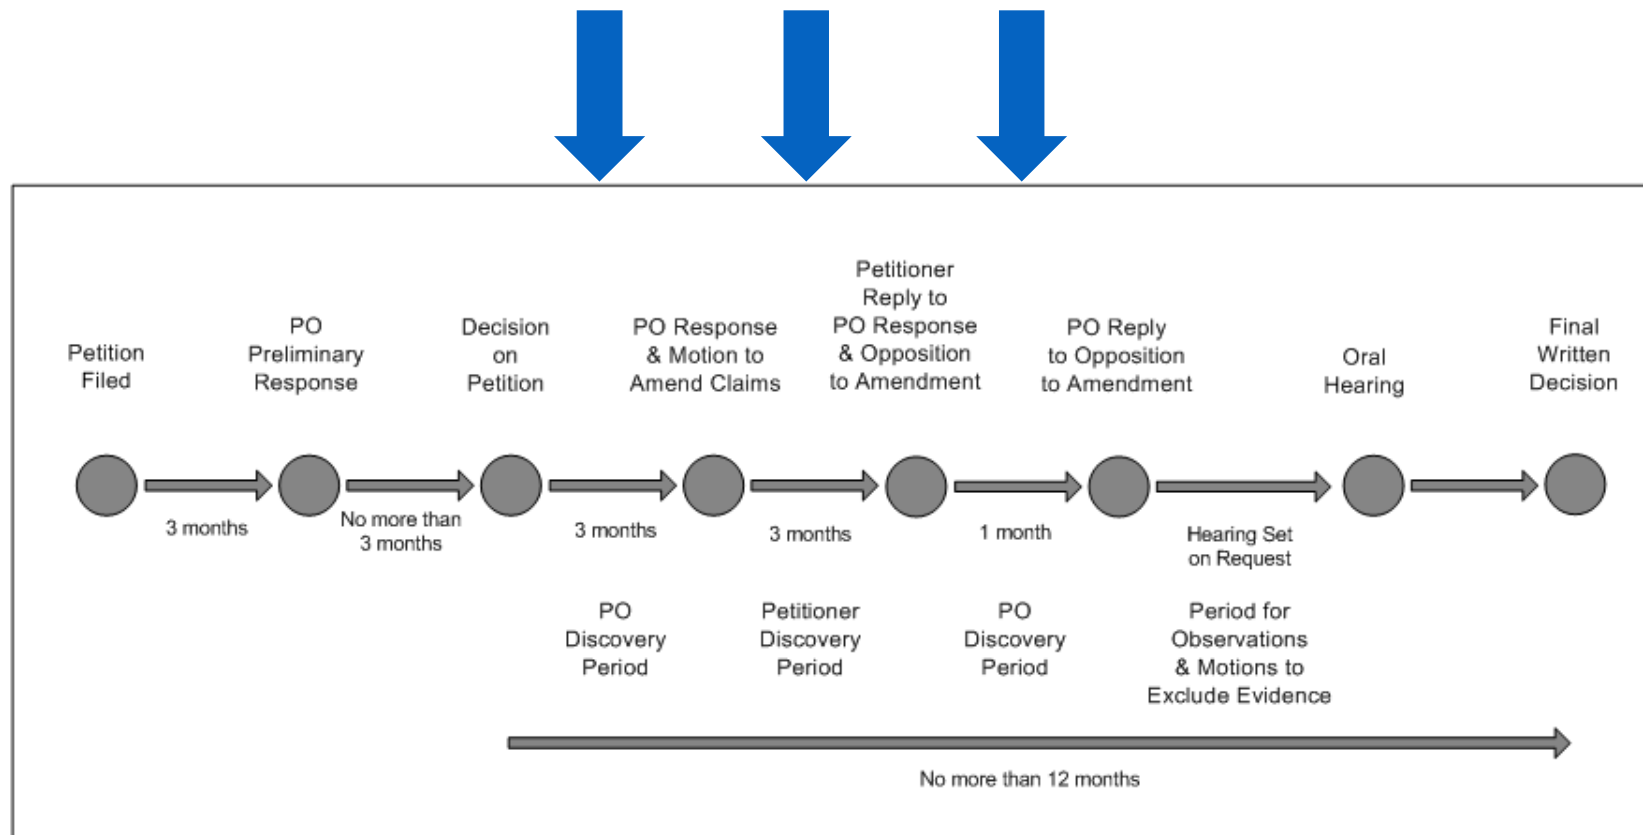 Petition
Filed
PO
Preliminary
Response
Decision
on
Petition
PO Response
& Motion to
Amend Claims
Petitioner
Reply to
PO Response
& Opposition
to Amendment
PO Reply
to Opposition
to Amendment
Oral
Hearing
Final
Written
Decision
3 months
No more than
3 months
3 months
3 months
1 month
Hearing Set
on Request
PO
Discovery
Period
Petitioner
Discovery
Period
PO
Discovery
Period
Period for
Observations
& Motions to
Exclude Evidence
No more than 12 months